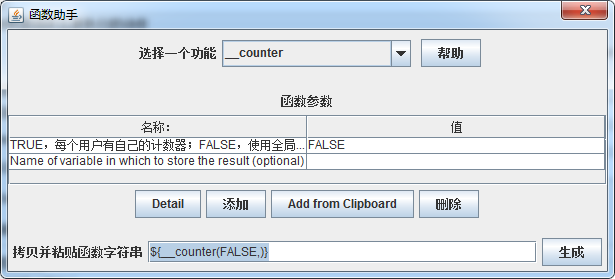 函数助手
选择一个功能 __counter 帮助
函数参数
名称： 值
TRUE，每个用户有自己的计数器；FALSE，使用全局... FALSE
Name of variable in which to store the result (optional)
Detail 添加 Add from Clipboard 删除
拷贝并粘贴函数字符串 ${__counter(FALSE,)} 生成